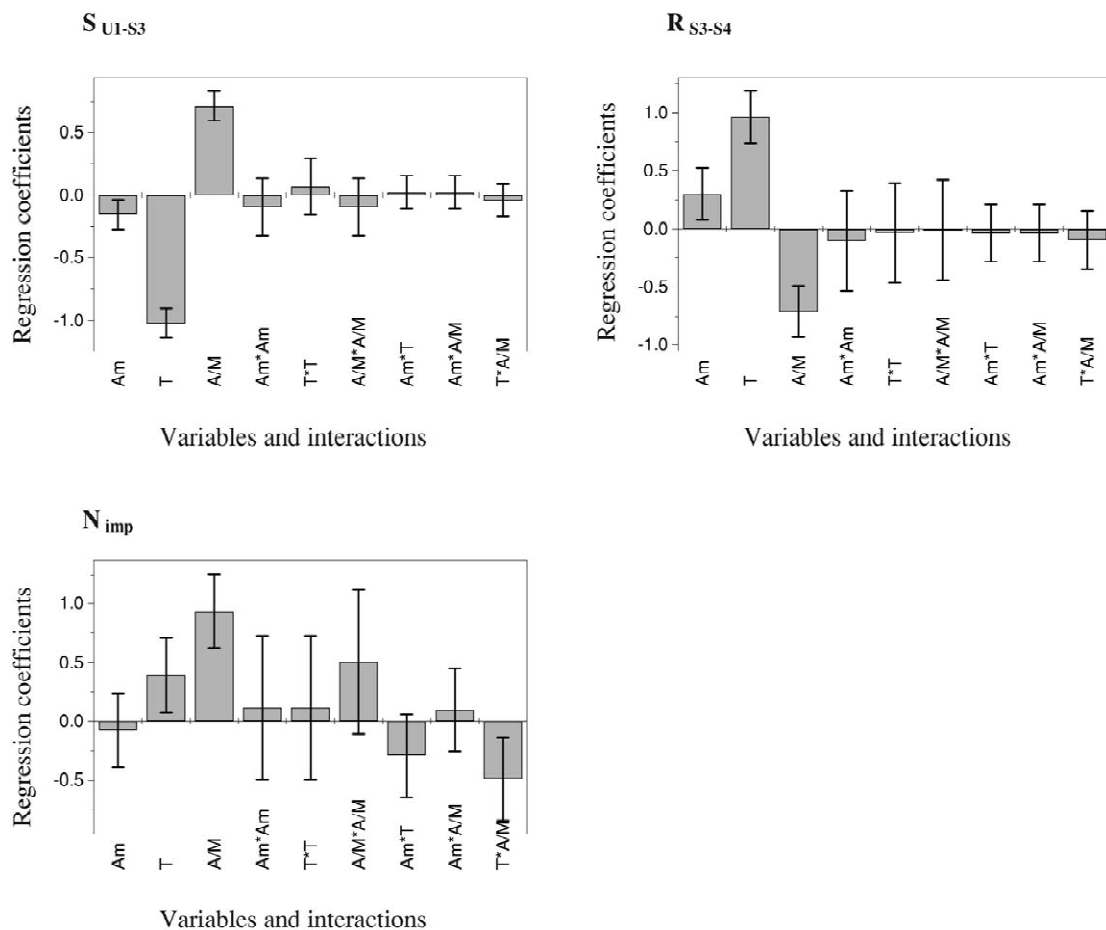 S U1-S3
Regression coefficients
0.5
0.0
-0.5
-1.0
Am
T
A/M
Am*Am
T*T
A/M*A/M
Am*T
Am*A/M
T*A/M
Variables and interactions
R S3-S4
Regression coefficients
1.0
0.5
0.0
-0.5
-1.0
Am
T
A/M
Am*Am
T*T
A/M*A/M
Am*T
Am*A/M
T*A/M
Variables and interactions
N imp
Regression coefficients
1.0
0.5
0.0
-0.5
Am
T
A/M
Am*Am
T*T
A/M*A/M
Am*T
Am*A/M
T*A/M
Variables and interactions